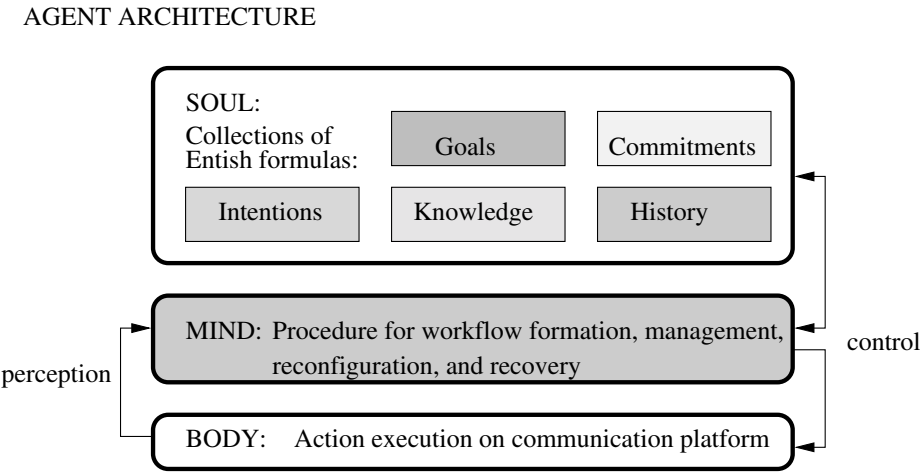 AGENT ARCHITECTURE
SOUL:
Collections of
Entish formulas:
Goals
Commitments
Intentions
Knowledge
History
MIND: Procedure for workflow formation, management,
reconfiguration, and recovery
control
perception
BODY: Action execution on communication platform